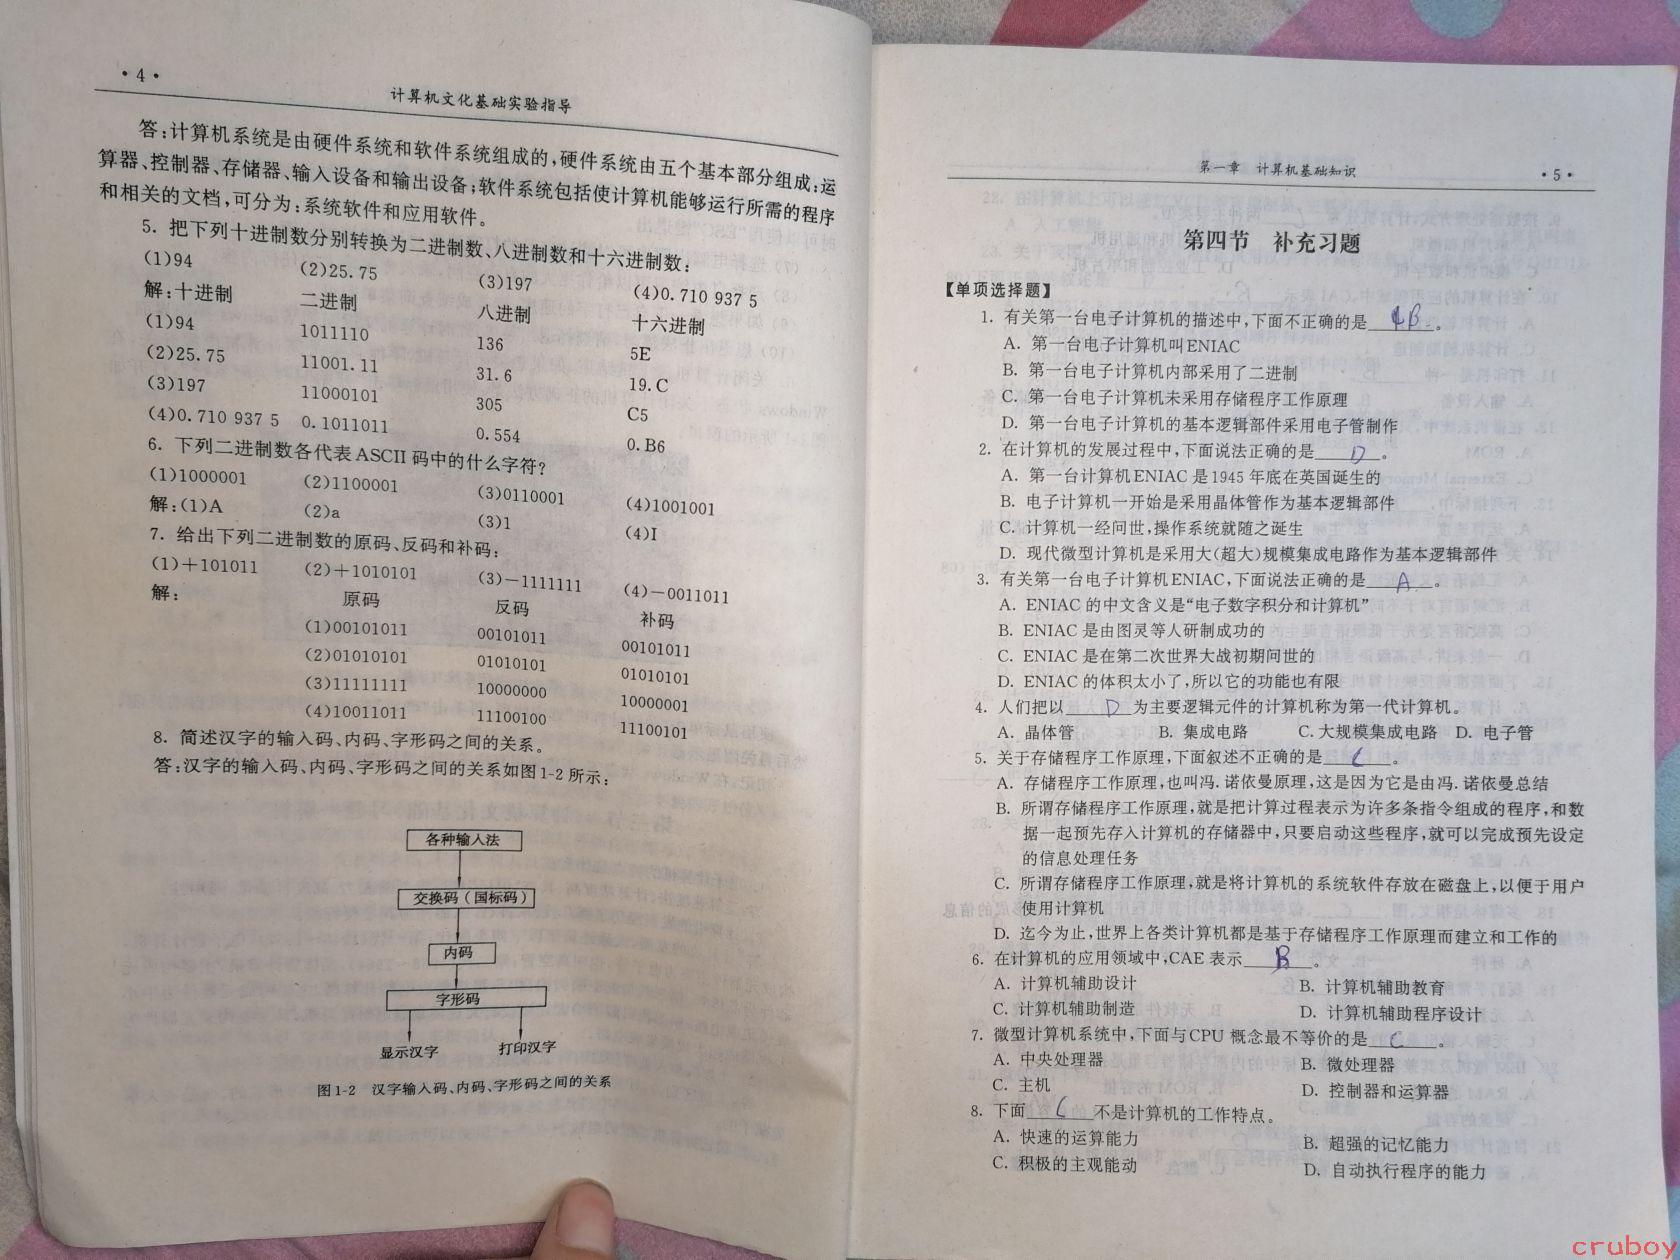 ·4·
计算机文化基础实验指导
答:计算机系统是由硬件系统和软件系统组成的,硬件系统由五个基本部分组成:运
算器、控制器、存储器、输入设备和输出设备;软件系统包括使计算机能够运行所需的程序
和相关的文档,可分为:系统软件和应用软件。
5. 把下列十进制数分别转换为二进制数、八进制数和十六进制数:
(1)94 (2)25.75 (3)197 (4)0.710 937 5
解:十进制 二进制 八进制 十六进制
(1)94 1011110 136 5E
(2)25.75 11001.11 31.6 19.C
(3)197 11000101 305 C5
(4)0.710 937 5 0.1011011 0.554 0.B6
6. 下列二进制数各代表 ASCII 码中的什么字符?
(1)1000001 (2)1100001 (3)0110001 (4)1001001
解:(1)A (2)a (3)1 (4)I
7. 给出下列二进制数的原码、反码和补码:
(1)+101011 (2)+1010101 (3)-1111111 (4)-0011011
解: 原码 反码 补码
(1)00101011 00101011 00101011
(2)01010101 01010101 01010101
(3)11111111 10000000 10000001
(4)10011011 11100100 11100101
8. 简述汉字的输入码、内码、字形码之间的关系。
答:汉字的输入码、内码、字形码之间的关系如图1-2所示:
各种输入法
交换码(国标码)
内码
字形码
显示汉字 打印汉字
图1-2 汉字输入码、内码、字形码之间的关系
第一章 计算机基础知识 ·5·
第四节 补充习题
【单项选择题】
1. 有关第一台电子计算机的描述中,下面不正确的是 B 。
A. 第一台电子计算机叫ENIAC
B. 第一台电子计算机内部采用了二进制
C. 第一台电子计算机未采用存储程序工作原理
D. 第一台电子计算机的基本逻辑部件采用电子管制作
2. 在计算机的发展过程中,下面说法正确的是 D 。
A. 第一台计算机ENIAC是1945年底在英国诞生的
B. 电子计算机一开始是采用晶体管作为基本逻辑部件
C. 计算机一经问世,操作系统就随之诞生
D. 现代微型计算机是采用大(超大)规模集成电路作为基本逻辑部件
3. 有关第一台电子计算机ENIAC,下面说法正确的是 A 。
A. ENIAC的中文含义是“电子数字积分和计算机”
B. ENIAC是由图灵等人研制成功的
C. ENIAC是在第二次世界大战初期问世的
D. ENIAC的体积太小了,所以它的功能也有限
4. 人们把以 D 为主要逻辑元件的计算机称为第一代计算机。
A. 晶体管 B. 集成电路 C. 大规模集成电路 D. 电子管
5. 关于存储程序工作原理,下面叙述不正确的是 C 。
A. 存储程序工作原理,也叫冯.诺依曼原理,这是因为它是由冯.诺依曼总结
B. 所谓存储程序工作原理,就是把计算过程表示为许多条指令组成的程序,和数
据一起预先存入计算机的存储器中,只要启动这些程序,就可以完成预先设定
的信息处理任务
C. 所谓存储程序工作原理,就是将计算机的系统软件存放在磁盘上,以便于用户
使用计算机
D. 迄今为止,世界上各类计算机都是基于存储程序工作原理而建立和工作的
6. 在计算机的应用领域中,CAE表示 B 。
A. 计算机辅助设计 B. 计算机辅助教育
C. 计算机辅助制造 D. 计算机辅助程序设计
7. 微型计算机系统中,下面与CPU概念最不等价的是 C 。
A. 中央处理器 B. 微处理器
C. 主机 D. 控制器和运算器
8. 下面 C 不是计算机的工作特点。
A. 快速的运算能力 B. 超强的记忆能力
C. 积极的主观能动 D. 自动执行程序的能力
cruboy